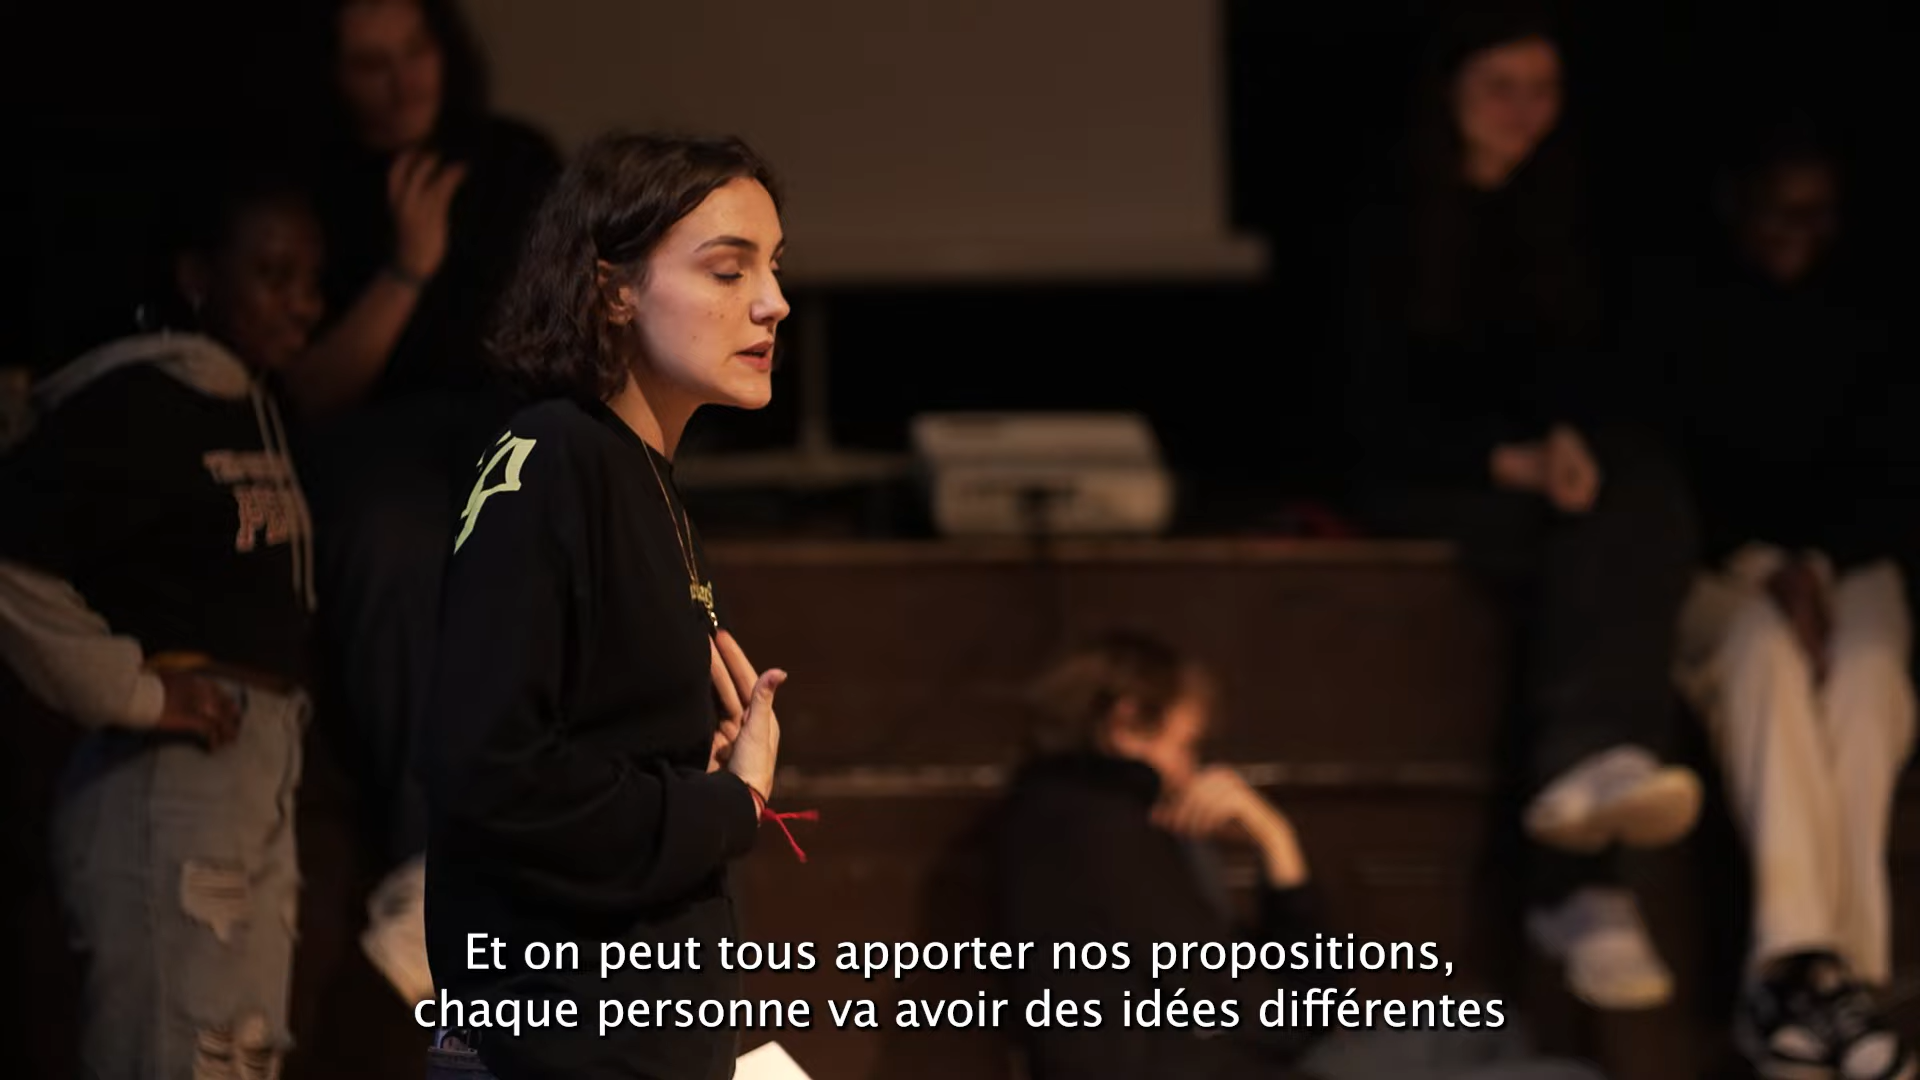 Et on peut tous apporter nos propositions,
chaque personne va avoir des idées différentes